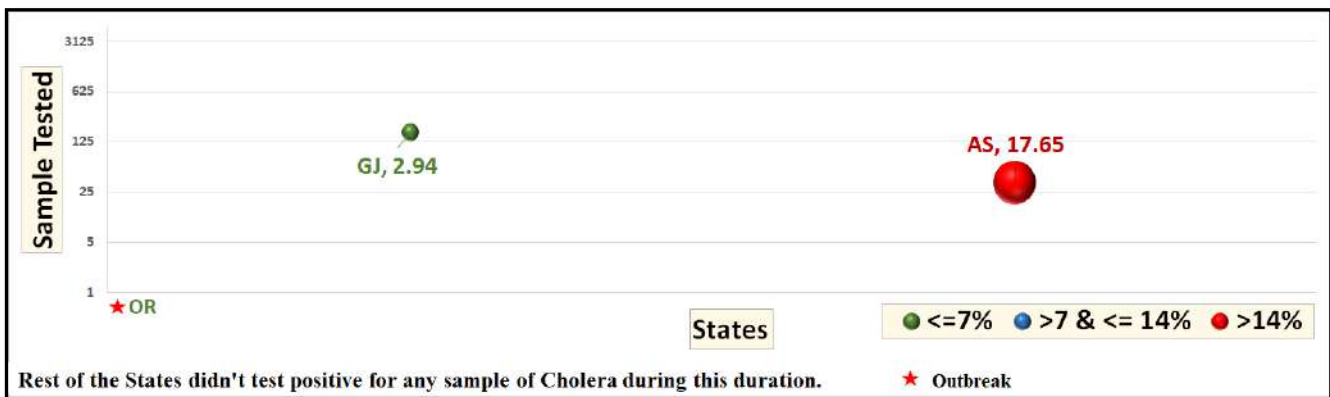 3125
625
125
25
5
1
Sample Tested
GJ, 2.94
AS, 17.65
★ OR
States
<=7% >7 & <= 14% >14%
Rest of the States didn't test positive for any sample of Cholera during this duration. ★ Outbreak